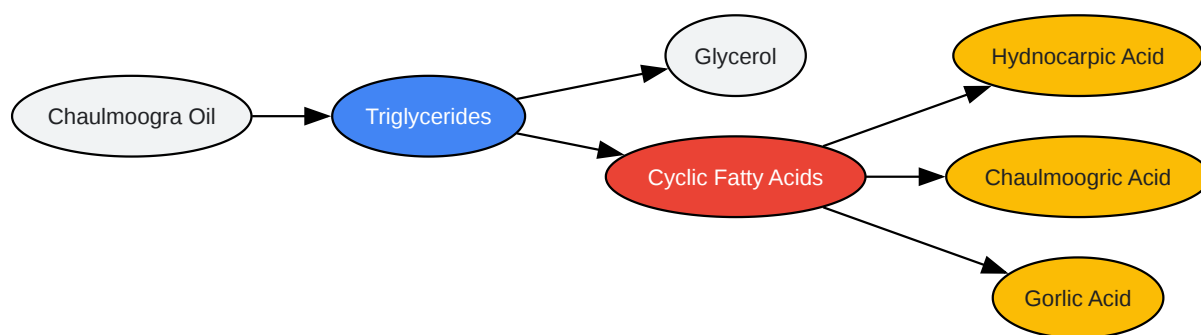 Chaulmoogra Oil
Triglycerides
Glycerol
Cyclic Fatty Acids
Hydnocarpic Acid
Chaulmoogric Acid
Gorlic Acid